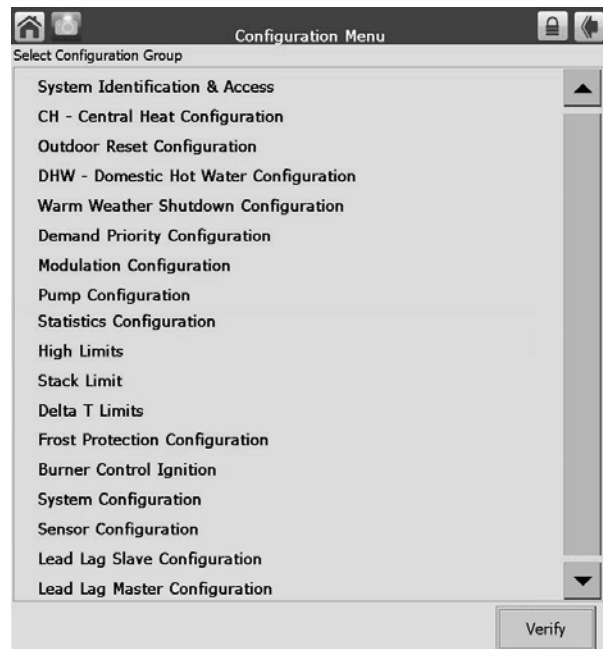 Configuration Menu
Select Configuration Group
System Identification & Access
CH - Central Heat Configuration
Outdoor Reset Configuration
DHW - Domestic Hot Water Configuration
Warm Weather Shutdown Configuration
Demand Priority Configuration
Modulation Configuration
Pump Configuration
Statistics Configuration
High Limits
Stack Limit
Delta T Limits
Frost Protection Configuration
Burner Control Ignition
System Configuration
Sensor Configuration
Lead Lag Slave Configuration
Lead Lag Master Configuration
Verify